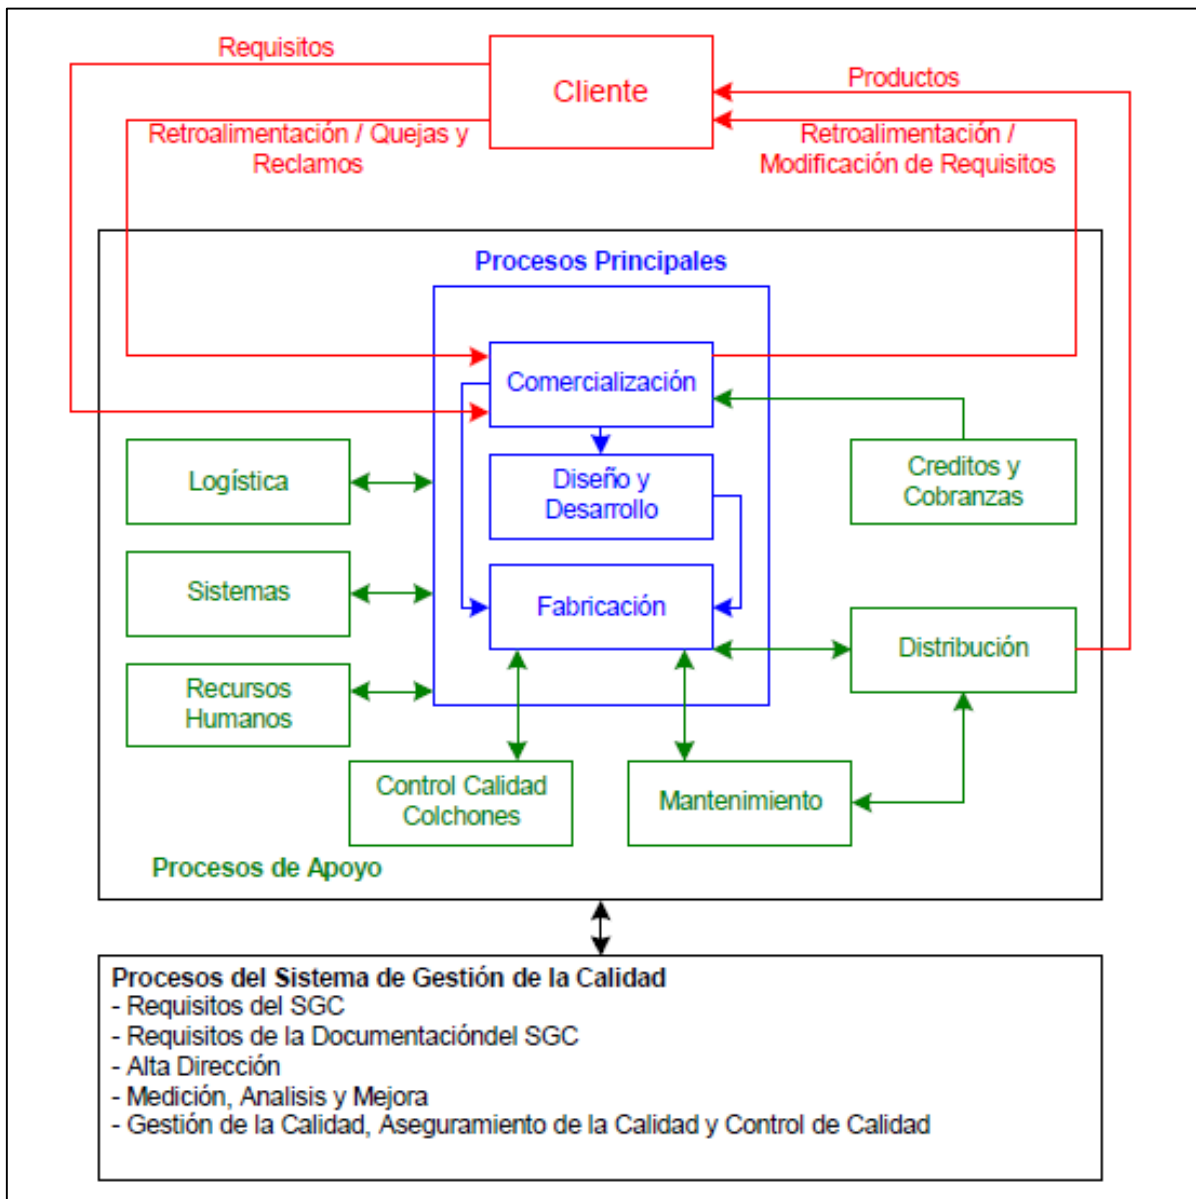 Requisitos
Cliente
Productos
Retroalimentación / Quejas y
Reclamos
Retroalimentación /
Modificación de Requisitos
Procesos Principales
Comercialización
Logística
Diseño y
Desarrollo
Creditos y
Cobranzas
Sistemas
Fabricación
Distribución
Recursos
Humanos
Control Calidad
Colchones
Mantenimiento
Procesos de Apoyo
Procesos del Sistema de Gestión de la Calidad
- Requisitos del SGC
- Requisitos de la Documentacióndel SGC
- Alta Dirección
- Medición, Analisis y Mejora
- Gestión de la Calidad, Aseguramiento de la Calidad y Control de Calidad